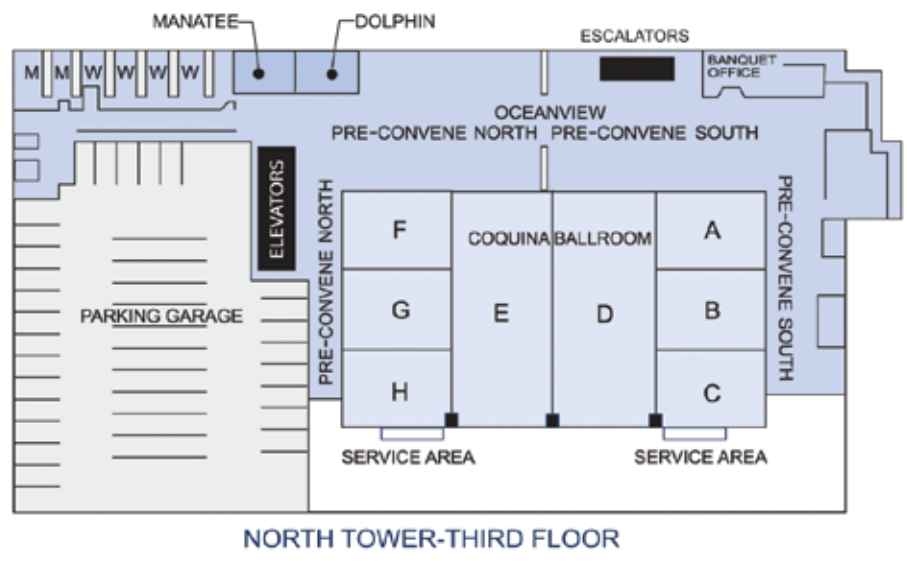 MANATEE
DOLPHIN
ESCALATORS
M M W W W W
BANQUET
OFFICE
OCEANVIEW
PRE-CONVENE NORTH PRE-CONVENE SOUTH
ELEVATORS
PRE-CONVENE NORTH
PRE-CONVENE SOUTH
F
COQUINA BALLROOM
A
PARKING GARAGE
G
E
D
B
H
C
SERVICE AREA
SERVICE AREA
NORTH TOWER-THIRD FLOOR